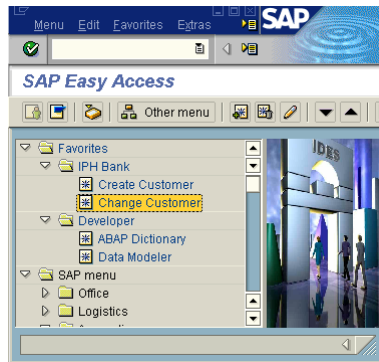 Menu Edit Favorites Extras SAP
SAP Easy Access
Other menu
Favorites
IPH Bank
Create Customer
Change Customer
Developer
ABAP Dictionary
Data Modeler
SAP menu
Office
Logistics
IDES